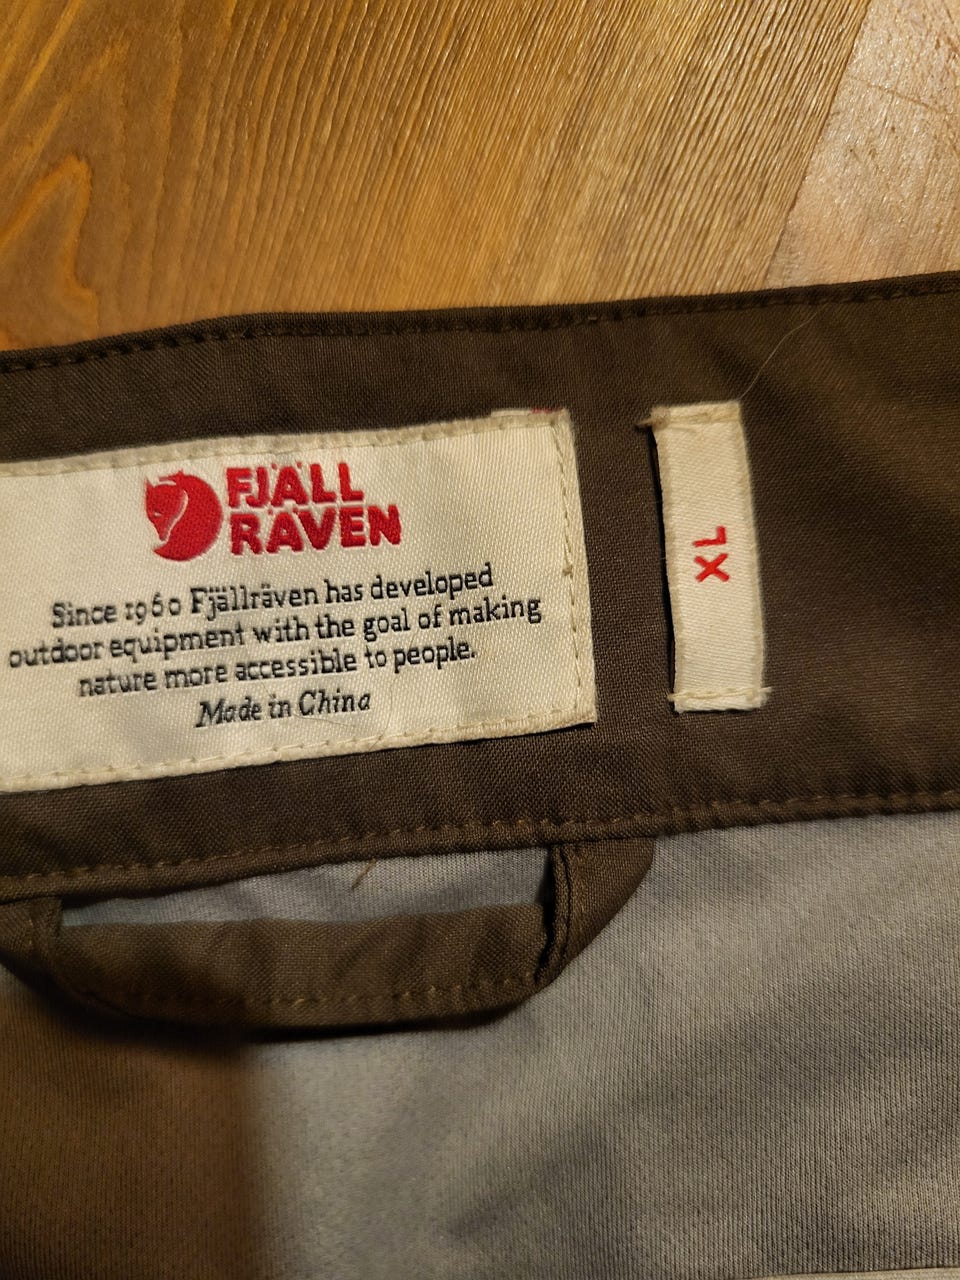 FJÄLL
RÄVEN
Since 1960 Fjällräven has developed
outdoor equipment with the goal of making
nature more accessible to people.
Made in China
XL